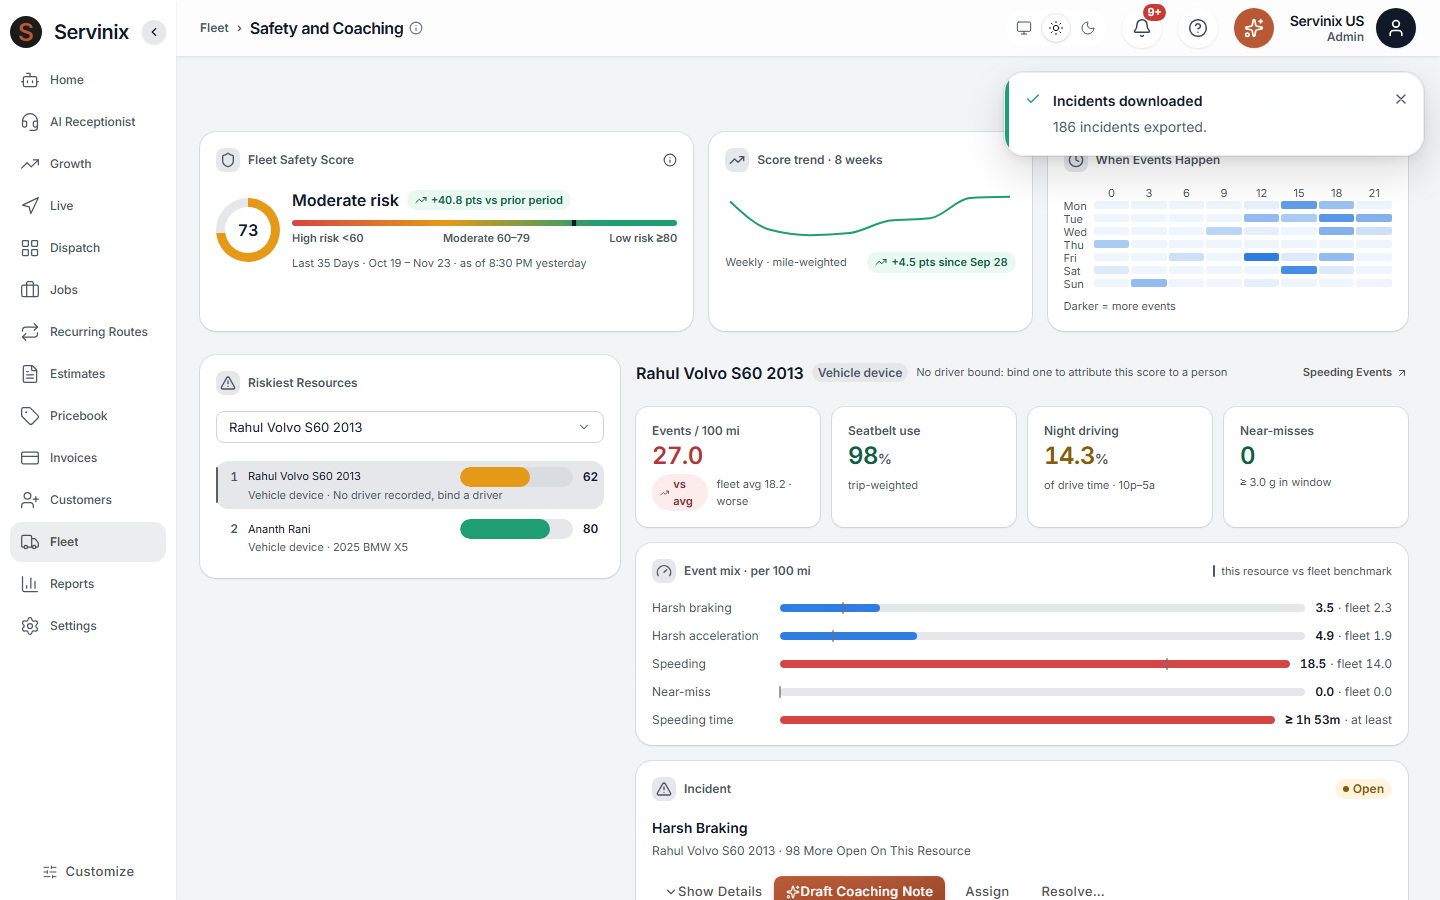 S Servinix
Home
AI Receptionist
Growth
Live
Dispatch
Jobs
Recurring Routes
Estimates
Pricebook
Invoices
Customers
Fleet
Reports
Settings
Customize
Fleet › Safety and Coaching
9+
Servinix US
Admin
Incidents downloaded
186 incidents exported.
Fleet Safety Score
73
Moderate risk
+40.8 pts vs prior period
High risk <60 Moderate 60–79 Low risk ≥80
Last 35 Days · Oct 19 – Nov 23 · as of 8:30 PM yesterday
Score trend · 8 weeks
Weekly · mile-weighted
+4.5 pts since Sep 28
When Events Happen
0 3 6 9 12 15 18 21
Mon
Tue
Wed
Thu
Fri
Sat
Sun
Darker = more events
Riskiest Resources
Rahul Volvo S60 2013
1 Rahul Volvo S60 2013 62
Vehicle device · No driver recorded, bind a driver
2 Ananth Rani 80
Vehicle device · 2025 BMW X5
Rahul Volvo S60 2013 Vehicle device No driver bound: bind one to attribute this score to a person
Speeding Events
Events / 100 mi
27.0
vs avg
fleet avg 18.2 · worse
Seatbelt use
98%
trip-weighted
Night driving
14.3%
of drive time · 10p–5a
Near-misses
0
≥ 3.0 g in window
Event mix · per 100 mi
this resource vs fleet benchmark
Harsh braking 3.5 · fleet 2.3
Harsh acceleration 4.9 · fleet 1.9
Speeding 18.5 · fleet 14.0
Near-miss 0.0 · fleet 0.0
Speeding time ≥ 1h 53m · at least
Incident
Open
Harsh Braking
Rahul Volvo S60 2013 · 98 More Open On This Resource
Show Details Draft Coaching Note Assign Resolve...